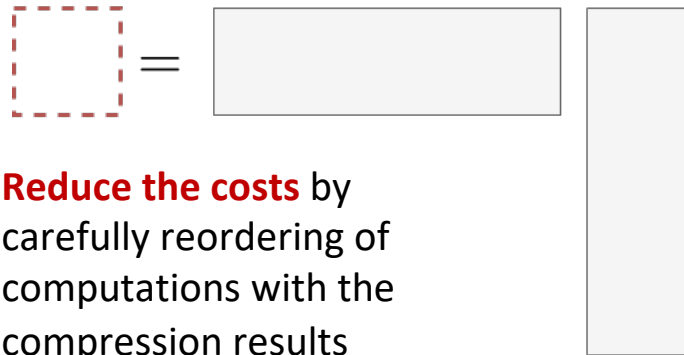 =
Reduce the costs by
carefully reordering of
computations with the
compression results